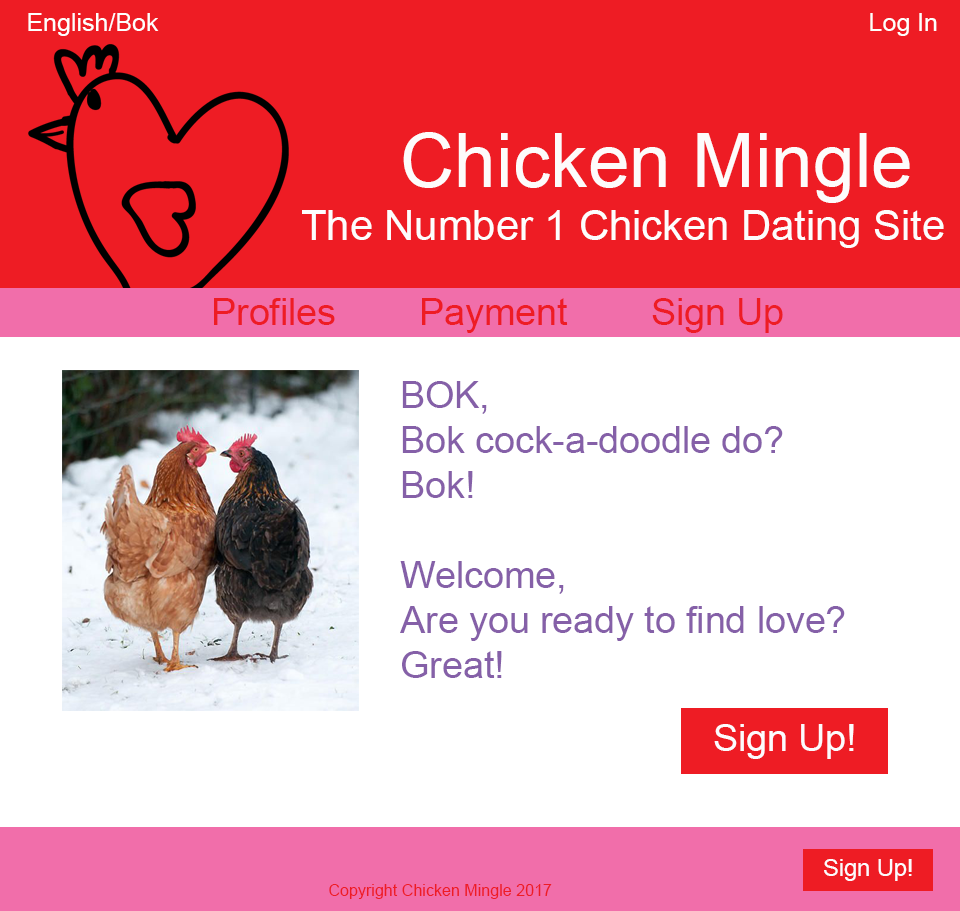 English/Bok
Log In
Chicken Mingle
The Number 1 Chicken Dating Site
Profiles
Payment
Sign Up
BOK,
Bok cock-a-doodle do?
Bok!
Welcome,
Are you ready to find love?
Great!
Sign Up!
Sign Up!
Copyright Chicken Mingle 2017